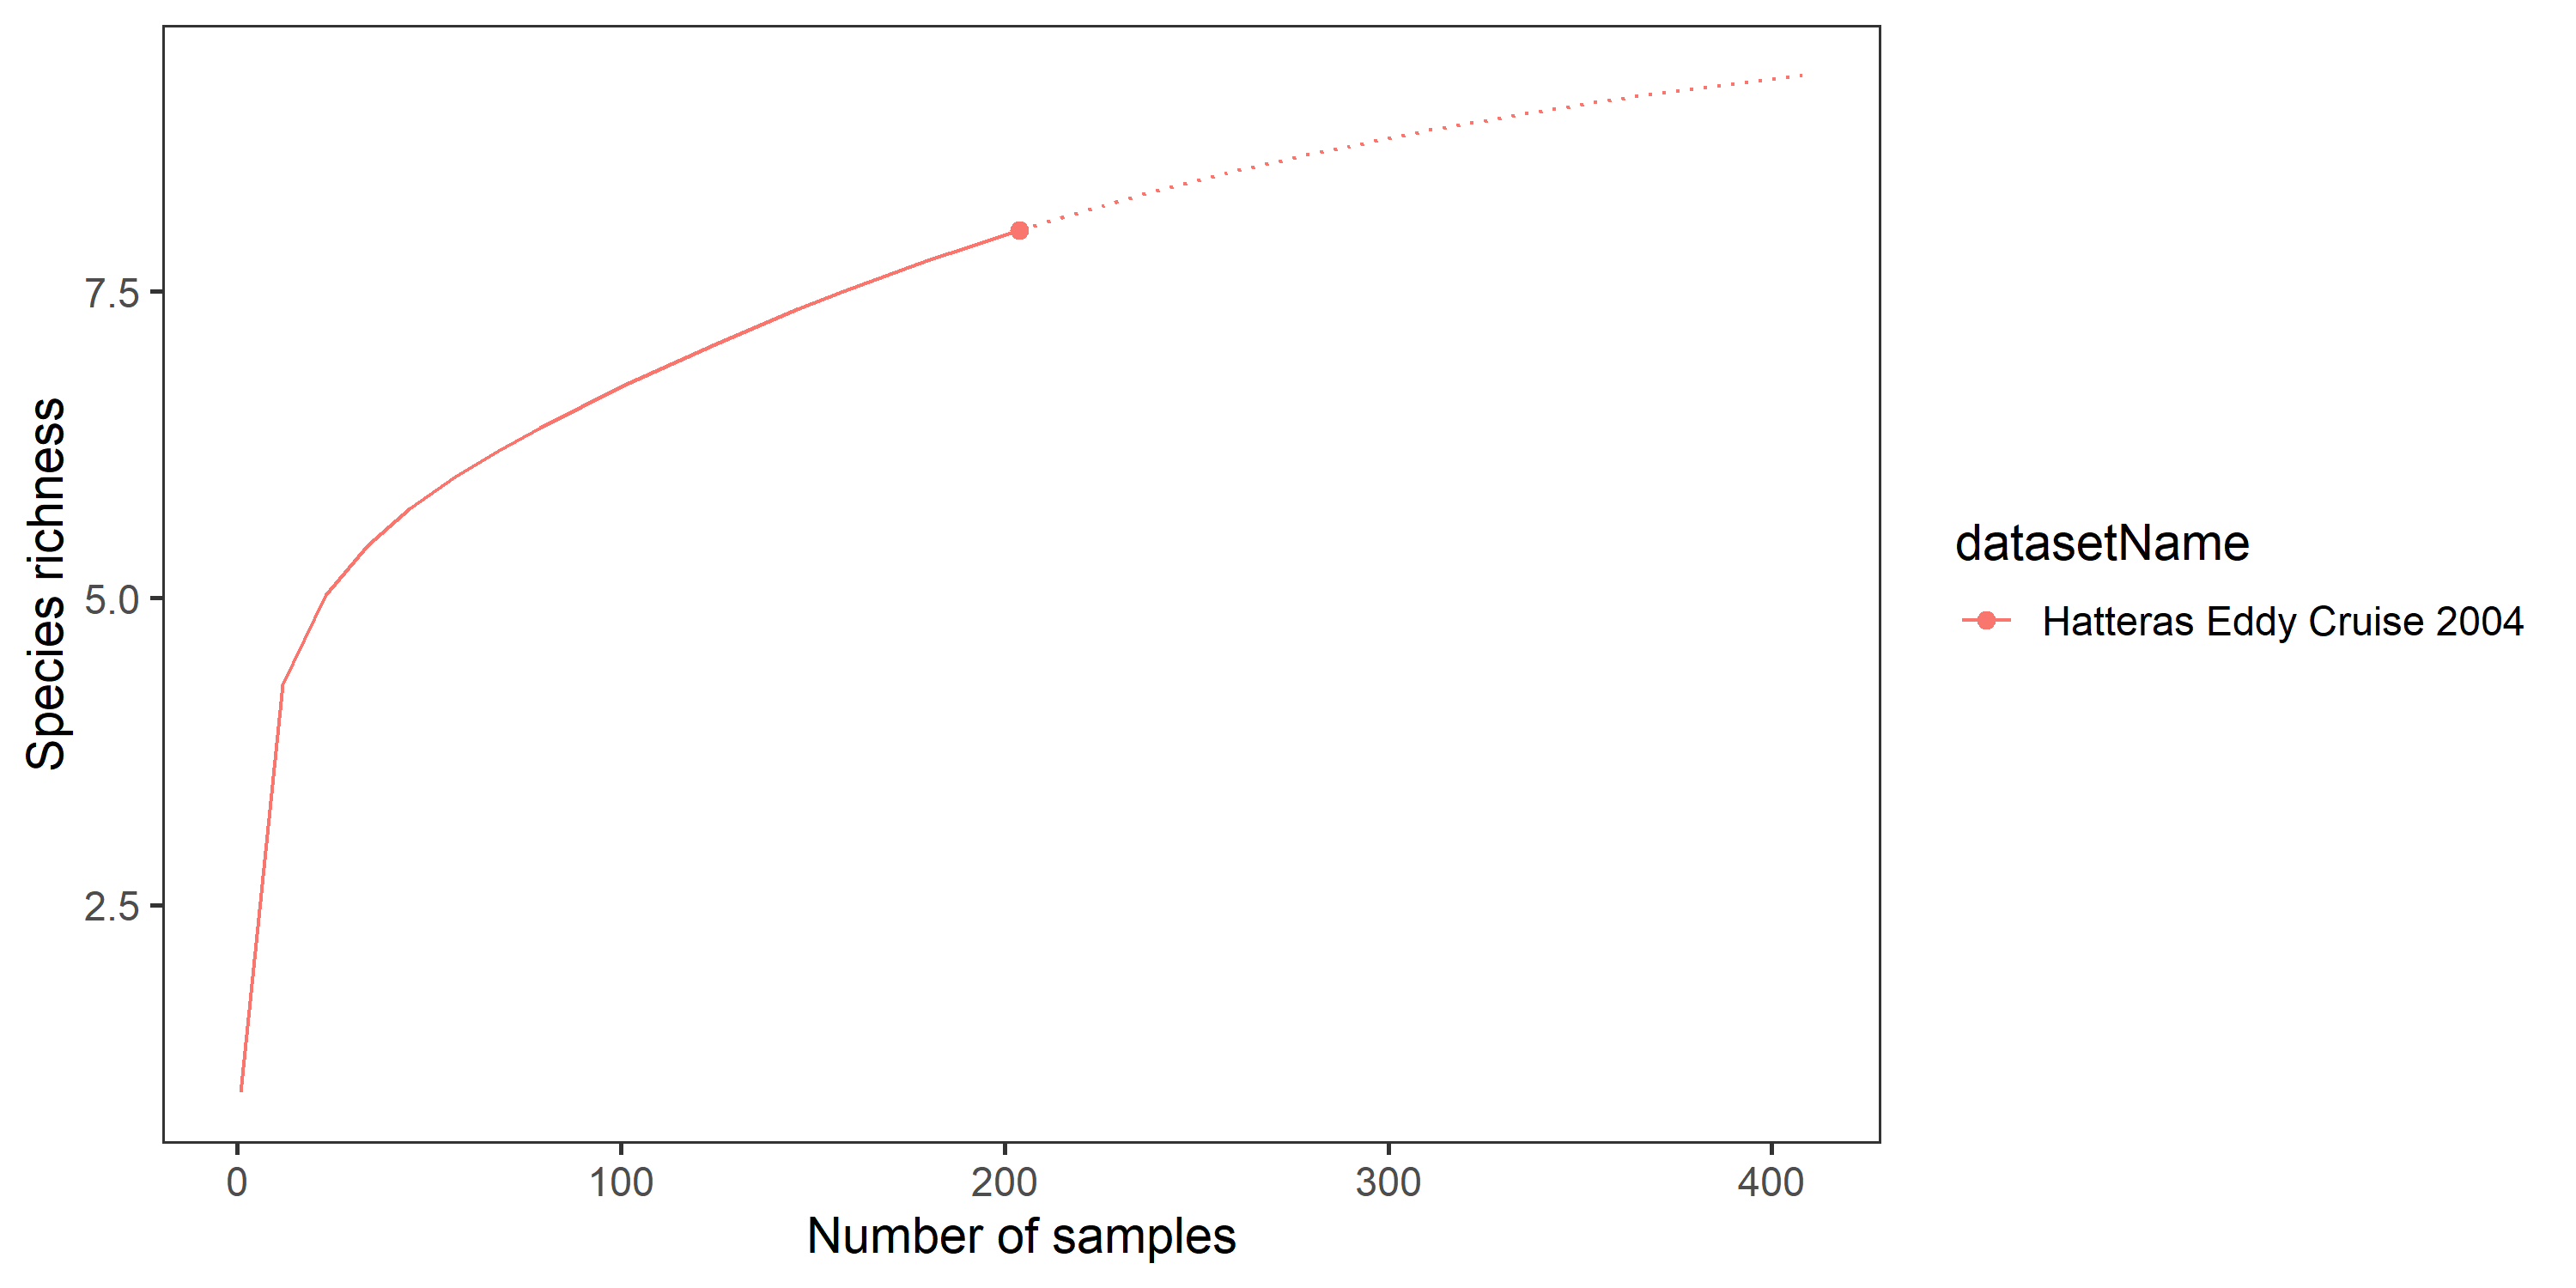 Species richness
7.5
5.0
2.5
0
100
200
300
400
Number of samples
datasetName
Hatteras Eddy Cruise 2004